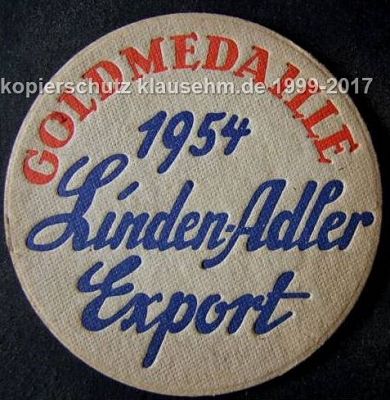 GOLDMEDAILLE
kopierschutz klausehm.de 1999-2017
1954
Linden-Adler
Export